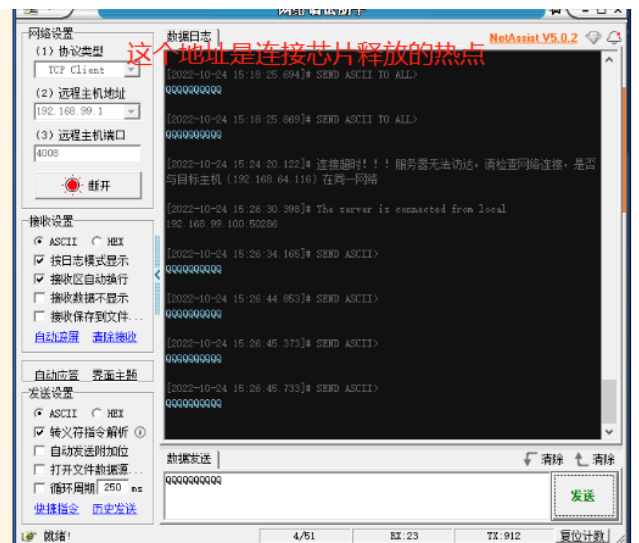 网络调试助手
网络设置
(1) 协议类型
TCP Client
(2) 远程主机地址
192.168.99.1
(3) 远程主机端口
4008
断开
接收设置
ASCII HEX
按日志模式显示
接收区自动换行
接收数据不显示
接收保存到文件...
自动滚屏 清除接收
自动应答 界面主题
发送设置
ASCII HEX
转义符指令解析
自动发送附加位
打开文件数据源...
循环周期 250 ms
快捷指令 历史发送
数据日志
NetAssist V5.0.2
这个地址是连接芯片释放的热点
[2022-10-24 15:18:25.694]# SEND ASCII TO ALL>
QQQQQQQQQQ
[2022-10-24 15:18:25.869]# SEND ASCII TO ALL>
QQQQQQQQQQ
[2022-10-24 15:24:20.122]# 连接超时!!! 服务器无法访达，请检查网络连接，是否
与目标主机 (192.168.64.116) 在同一网络
[2022-10-24 15:26:30.398]# The server is connected from local
192.168.99.100:50286
[2022-10-24 15:26:34.165]# SEND ASCII>
QQQQQQQQQQ
[2022-10-24 15:26:44.853]# SEND ASCII>
QQQQQQQQQQ
[2022-10-24 15:26:45.373]# SEND ASCII>
QQQQQQQQQQ
[2022-10-24 15:26:45.733]# SEND ASCII>
QQQQQQQQQQ
数据发送
清除 清除
QQQQQQQQQQ
发送
就绪!
4/51
RX:23
TX:912
复位计数